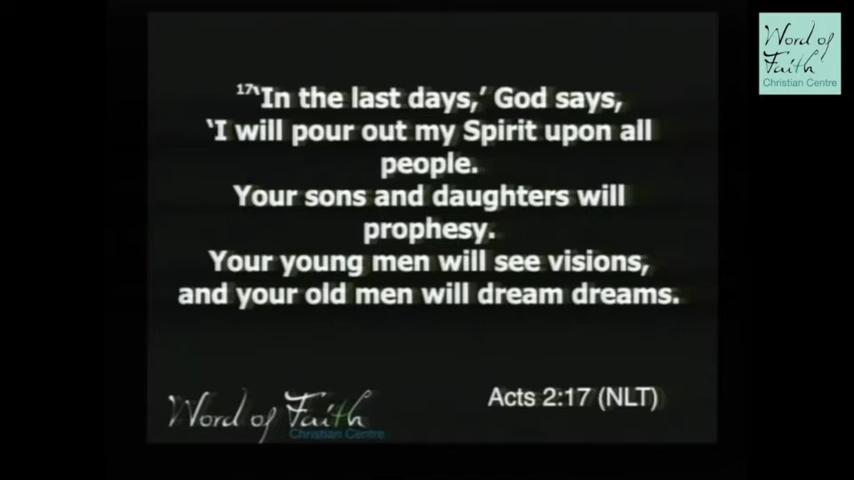 Word of
Faith
Christian Centre
17‘In the last days,’ God says,
‘I will pour out my Spirit upon all
people.
Your sons and daughters will
prophesy.
Your young men will see visions,
and your old men will dream dreams.
Word of Faith
Christian Centre
Acts 2:17 (NLT)